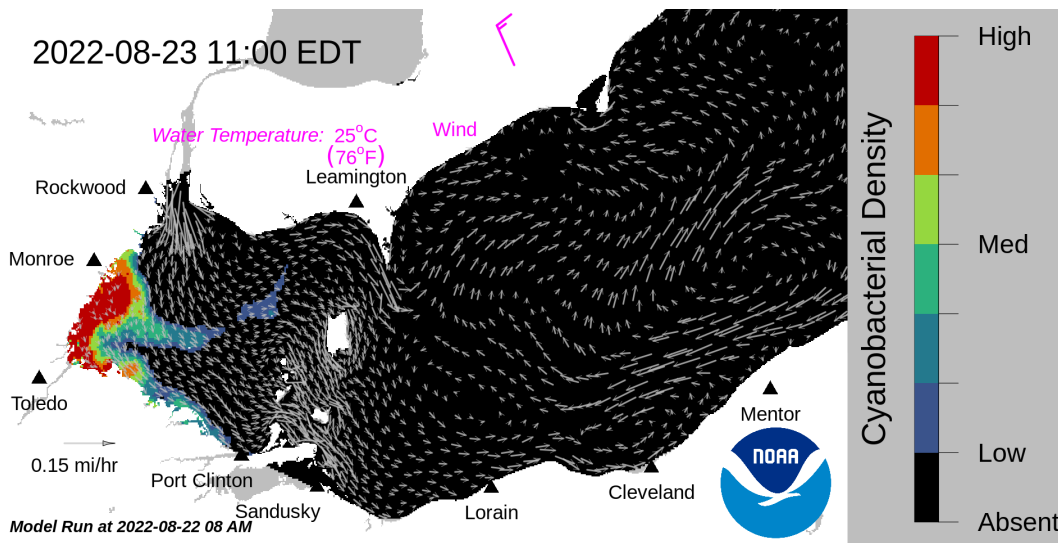 2022-08-23 11:00 EDT
Water Temperature: 25°C
(76°F)
Wind
Leamington
Rockwood
Monroe
Toledo
0.15 mi/hr
Port Clinton
Sandusky
Lorain
Cleveland
Mentor
NOAA
Model Run at 2022-08-22 08 AM
Cyanobacterial Density
High
Med
Low
Absent